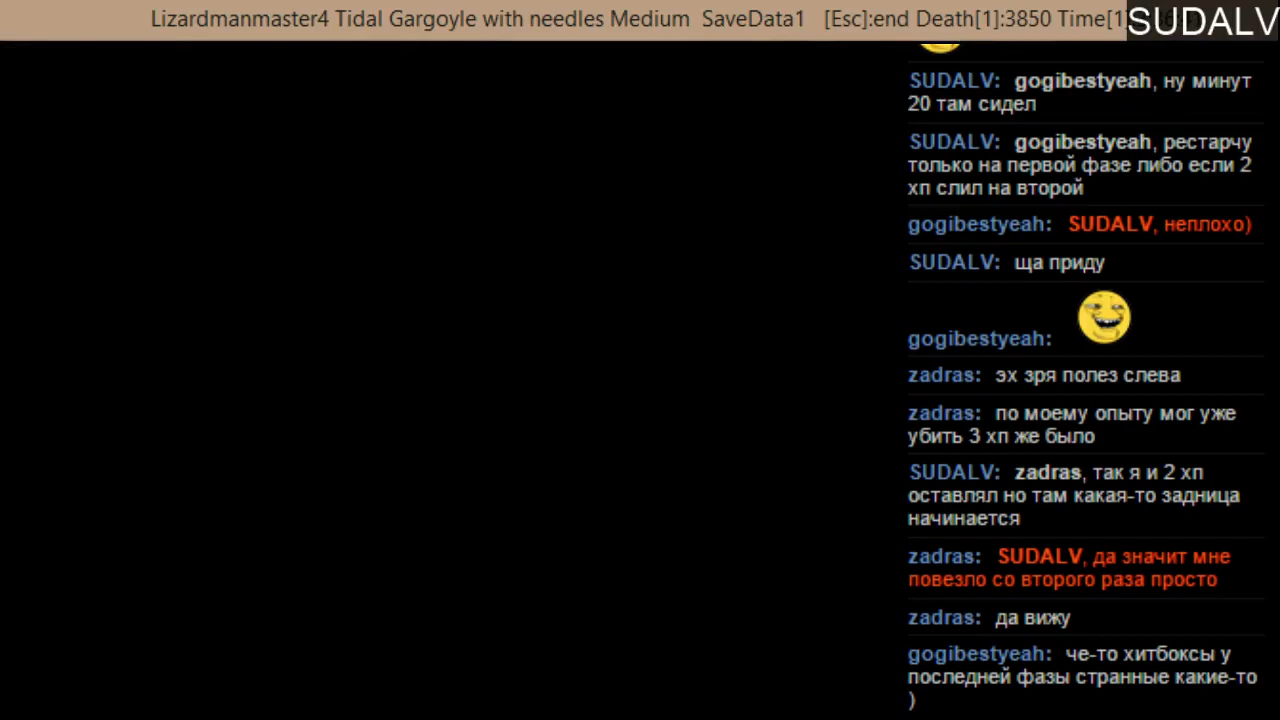 Lizardmanmaster4 Tidal Gargoyle with needles Medium SaveData1 [Esc]:end Death[1]:3850 Time[1]
SUDALV
SUDALV: gogibestyeah, ну минут
20 там сидел
SUDALV: gogibestyeah, рестарчу
только на первой фазе либо если 2
хп слил на второй
gogibestyeah: SUDALV, неплохо)
SUDALV: ща приду
gogibestyeah:
zadras: эх зря полез слева
zadras: по моему опыту мог уже
убить 3 хп же было
SUDALV: zadras, так я и 2 хп
оставлял но там какая-то задница
начинается
zadras: SUDALV, да значит мне
повезло со второго раза просто
zadras: да вижу
gogibestyeah: че-то хитбоксы у
последней фазы странные какие-то
)